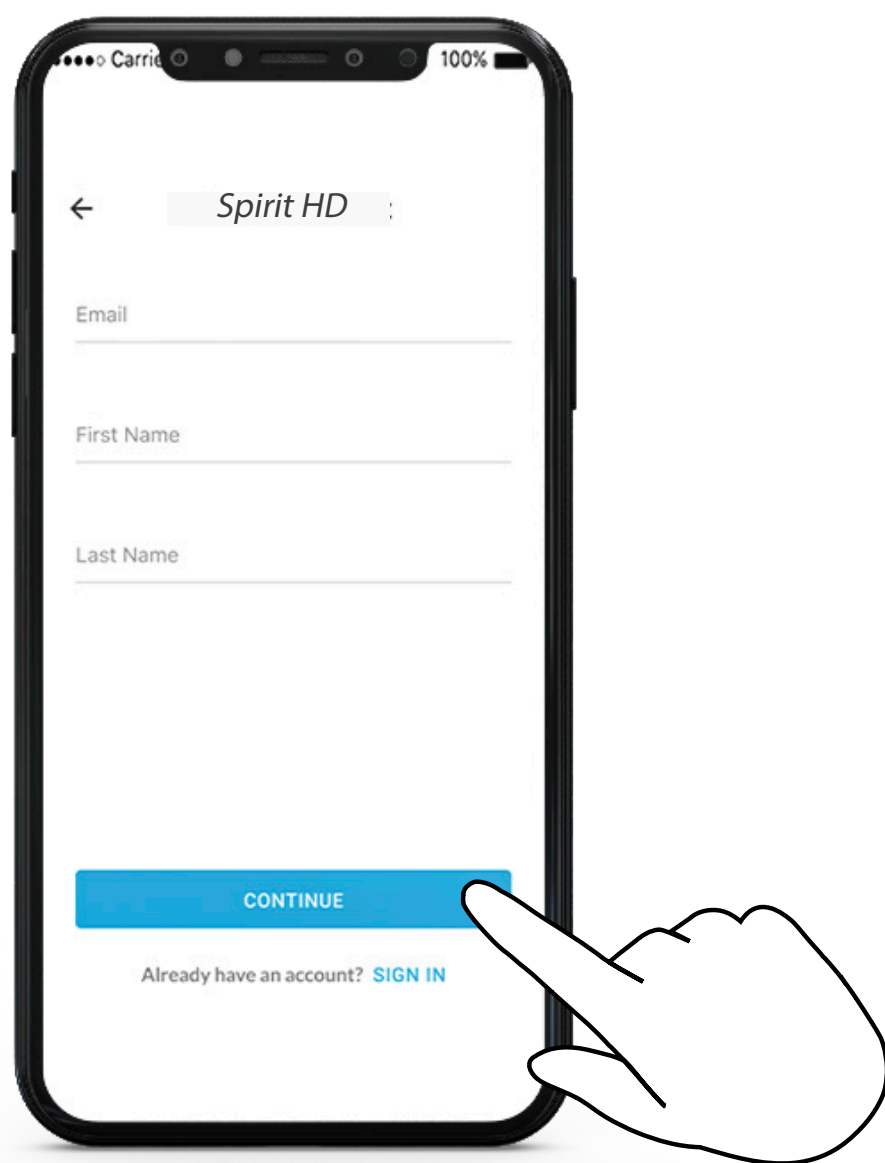 Carrie 100%
Spirit HD :
Email
First Name
Last Name
CONTINUE
Already have an account? SIGN IN